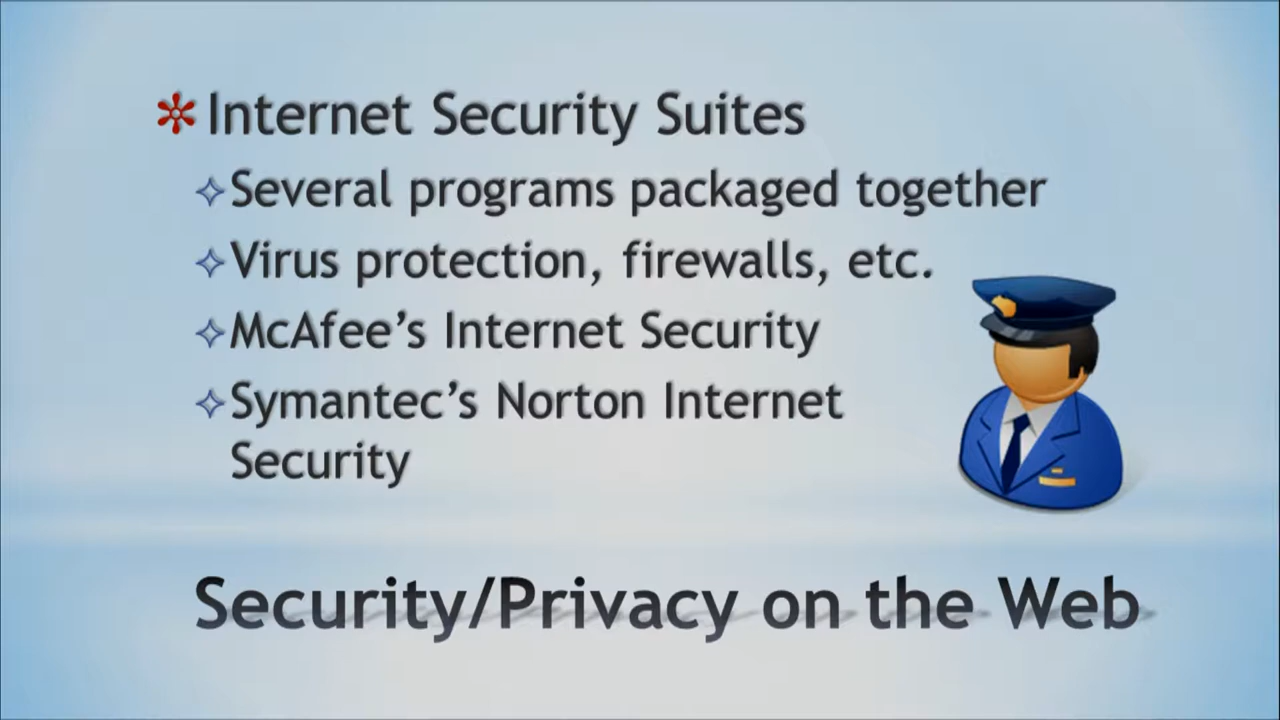 Internet Security Suites
Several programs packaged together
Virus protection, firewalls, etc.
McAfee's Internet Security
Symantec's Norton Internet
Security
Security/Privacy on the Web